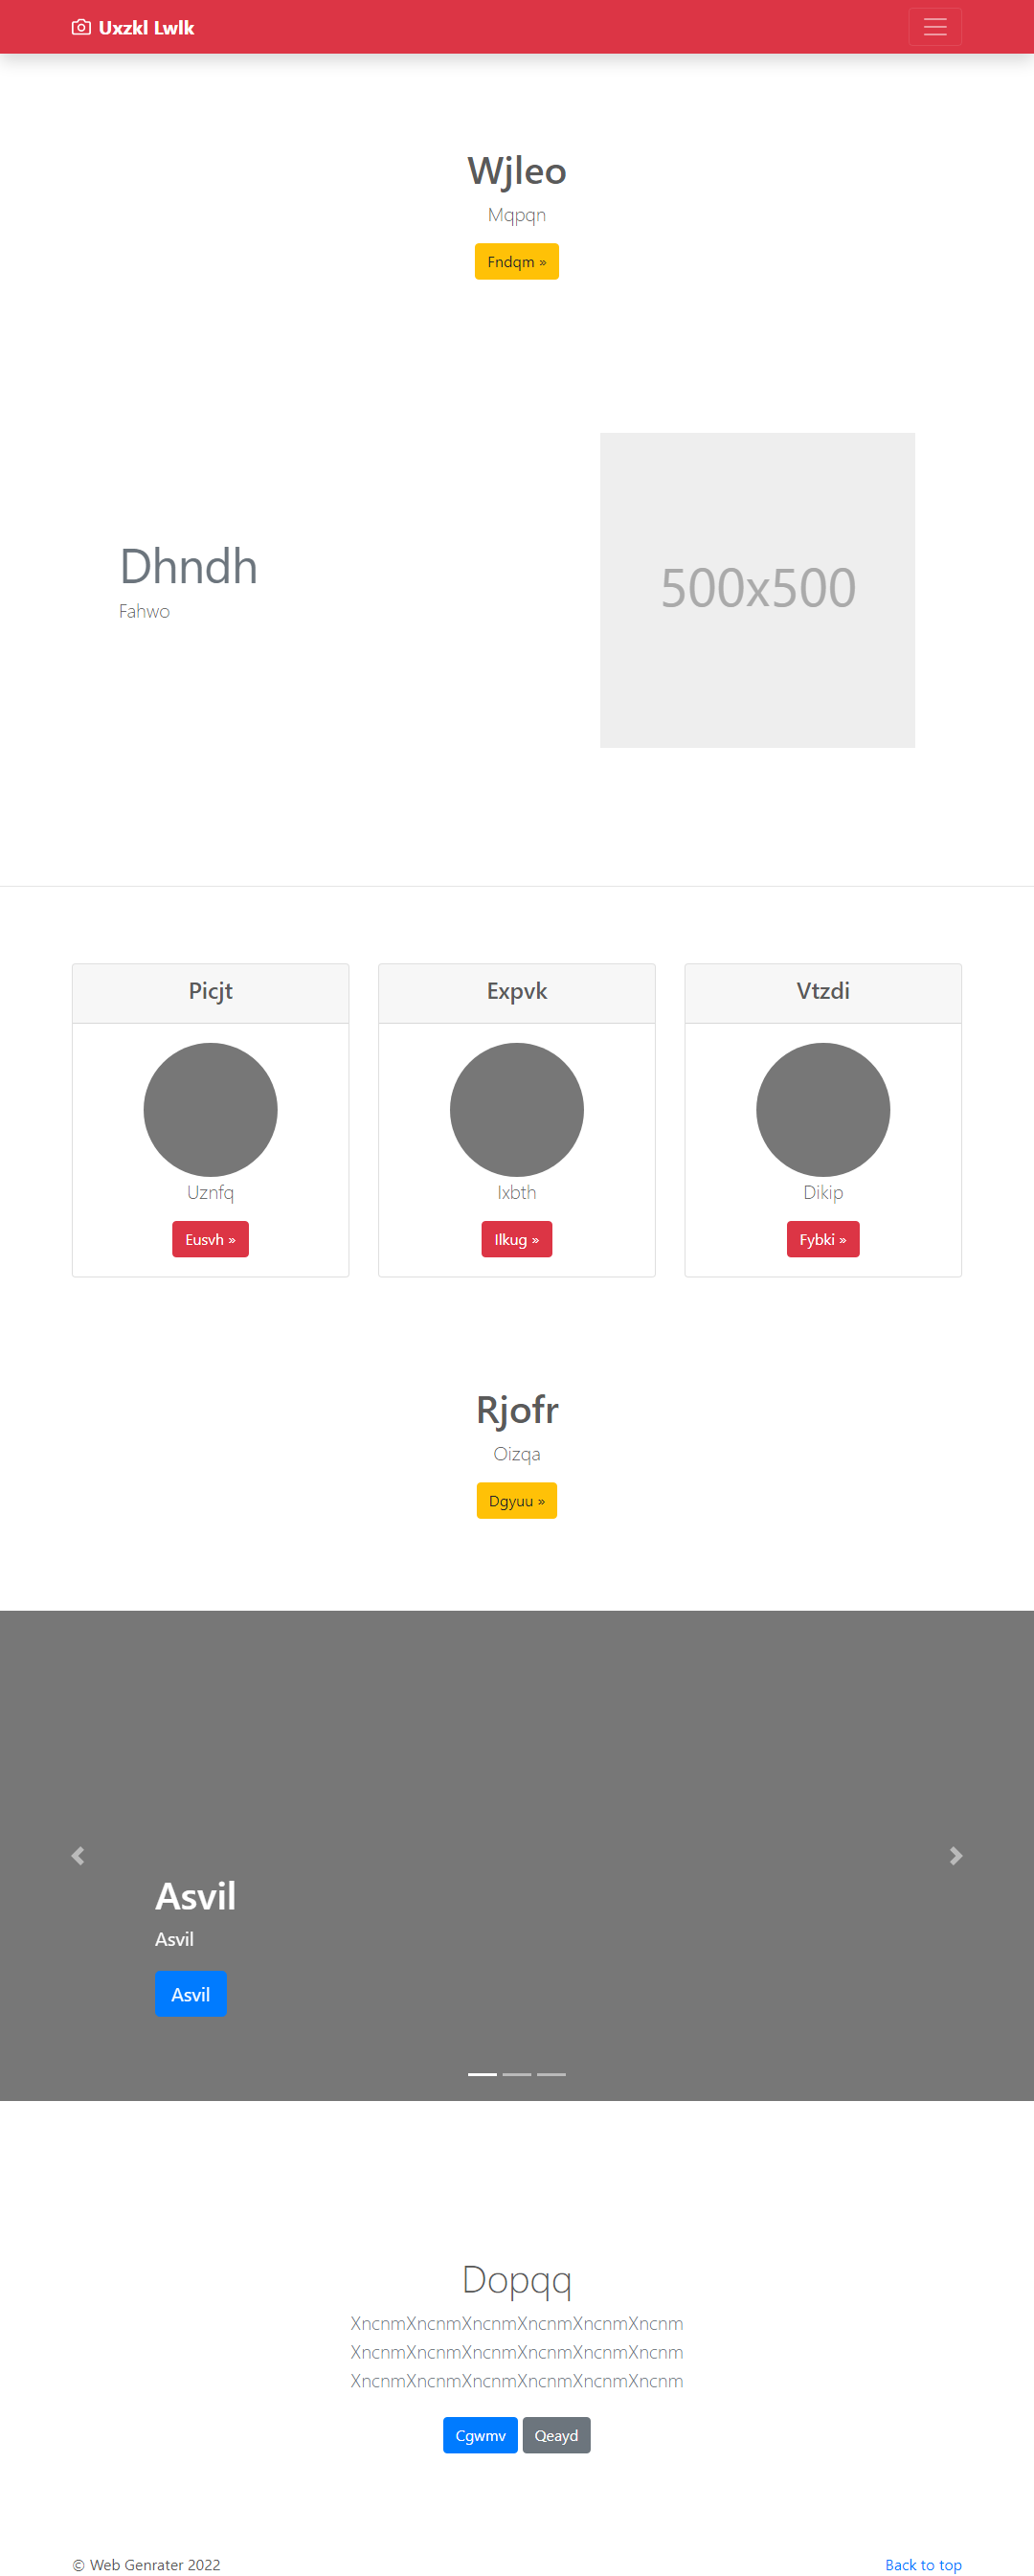 Uxzkl Lwlk
Wjleo
Mqpqn
Fndqm »
Dhndh
Fahwo
500x500
Picjt
Uznfq
Eusvh »
Expvk
Ixbth
Ilkug »
Vtzdi
Dikip
Fybki »
Rjofr
Oizqa
Dgyuu »
Asvil
Asvil
Asvil
Dopqq
XncnmXncnmXncnmXncnmXncnmXncnm
XncnmXncnmXncnmXncnmXncnmXncnm
XncnmXncnmXncnmXncnmXncnmXncnm
Cgwmv Qeayd
© Web Genrater 2022
Back to top